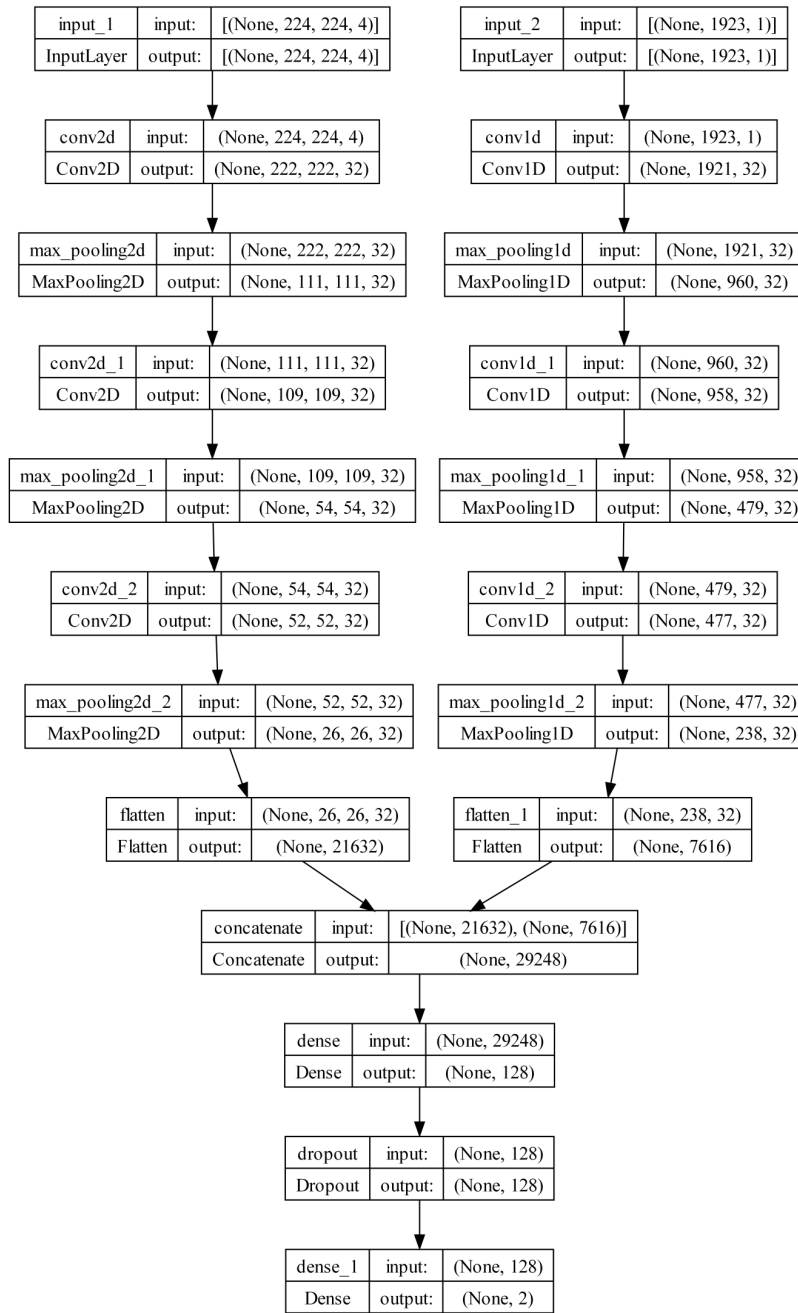 input_1 input: [(None, 224, 224, 4)]
InputLayer output: [(None, 224, 224, 4)]
input_2 input: [(None, 1923, 1)]
InputLayer output: [(None, 1923, 1)]
conv2d input: (None, 224, 224, 4)
Conv2D output: (None, 222, 222, 32)
conv1d input: (None, 1923, 1)
Conv1D output: (None, 1921, 32)
max_pooling2d input: (None, 222, 222, 32)
MaxPooling2D output: (None, 111, 111, 32)
max_pooling1d input: (None, 1921, 32)
MaxPooling1D output: (None, 960, 32)
conv2d_1 input: (None, 111, 111, 32)
Conv2D output: (None, 109, 109, 32)
conv1d_1 input: (None, 960, 32)
Conv1D output: (None, 958, 32)
max_pooling2d_1 input: (None, 109, 109, 32)
MaxPooling2D output: (None, 54, 54, 32)
max_pooling1d_1 input: (None, 958, 32)
MaxPooling1D output: (None, 479, 32)
conv2d_2 input: (None, 54, 54, 32)
Conv2D output: (None, 52, 52, 32)
conv1d_2 input: (None, 479, 32)
Conv1D output: (None, 477, 32)
max_pooling2d_2 input: (None, 52, 52, 32)
MaxPooling2D output: (None, 26, 26, 32)
max_pooling1d_2 input: (None, 477, 32)
MaxPooling1D output: (None, 238, 32)
flatten input: (None, 26, 26, 32)
Flatten output: (None, 21632)
flatten_1 input: (None, 238, 32)
Flatten output: (None, 7616)
concatenate input: [(None, 21632), (None, 7616)]
Concatenate output: (None, 29248)
dense input: (None, 29248)
Dense output: (None, 128)
dropout input: (None, 128)
Dropout output: (None, 128)
dense_1 input: (None, 128)
Dense output: (None, 2)